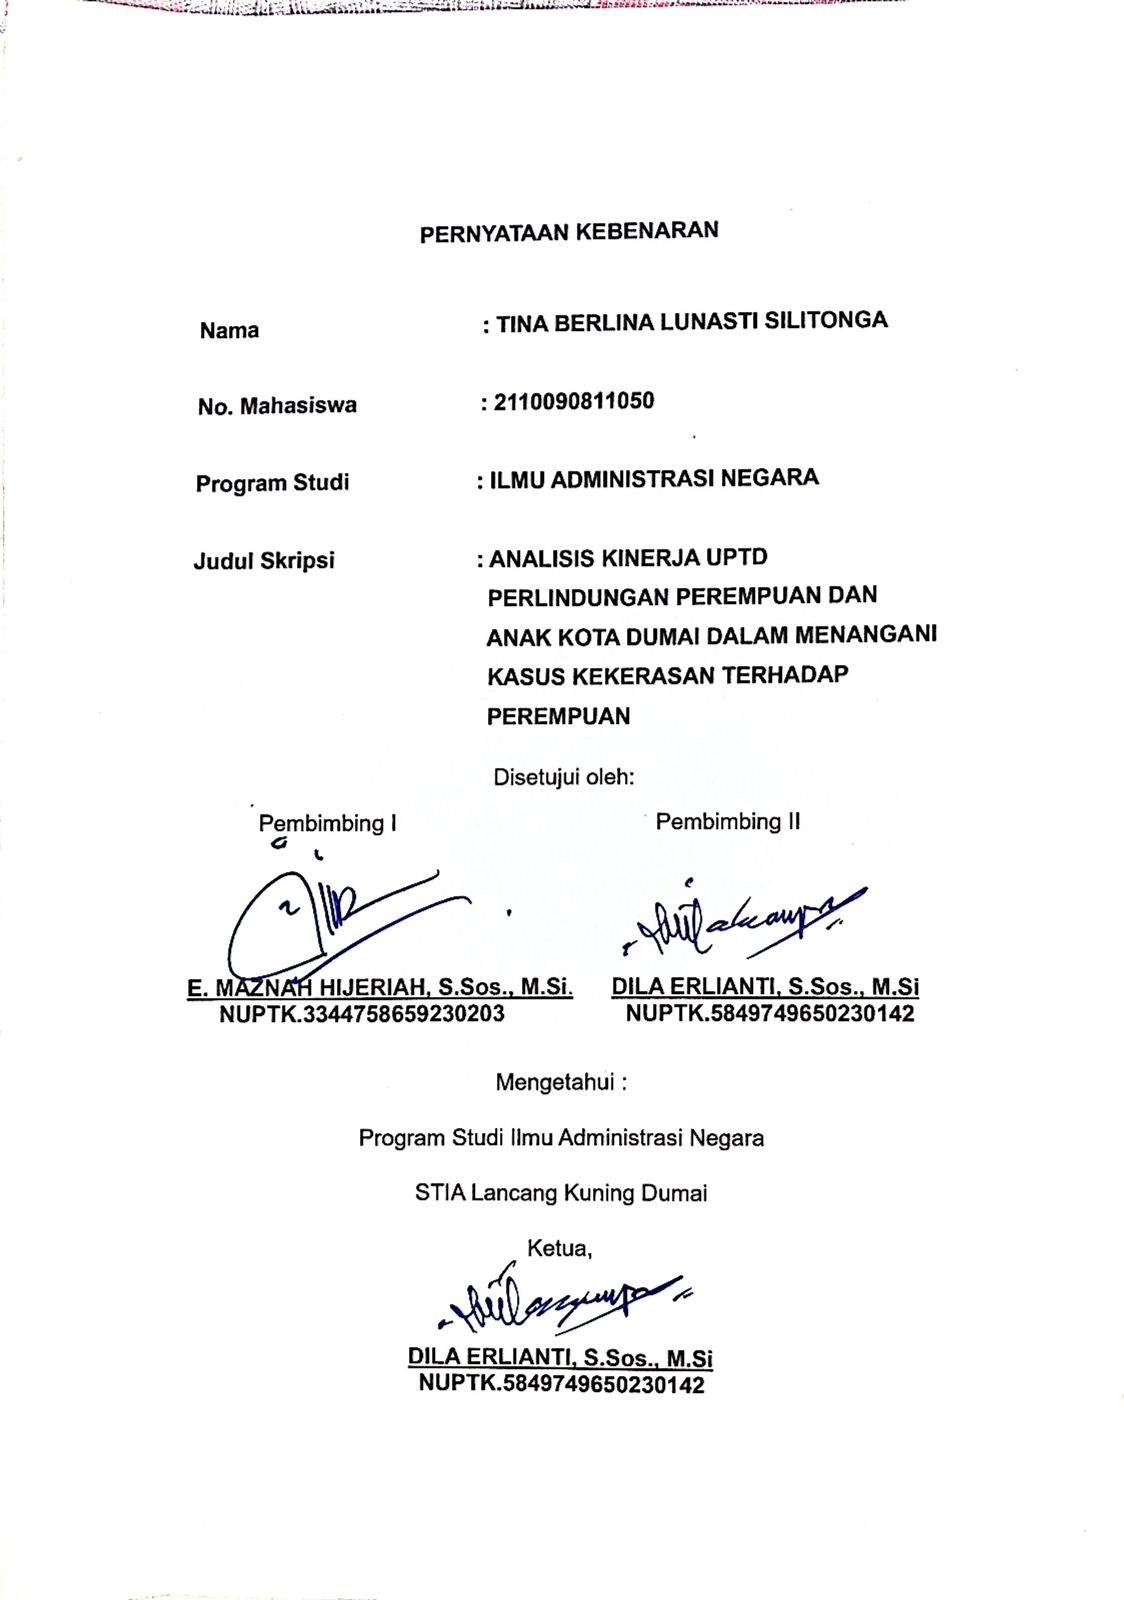 PERNYATAAN KEBENARAN
Nama : TINA BERLINA LUNASTI SILITONGA
No. Mahasiswa : 2110090811050
Program Studi : ILMU ADMINISTRASI NEGARA
Judul Skripsi : ANALISIS KINERJA UPTD
PERLINDUNGAN PEREMPUAN DAN
ANAK KOTA DUMAI DALAM MENANGANI
KASUS KEKERASAN TERHADAP
PEREMPUAN
Disetujui oleh:
Pembimbing I Pembimbing II
E. MAZNAH HIJERIAH, S.Sos., M.Si. DILA ERLIANTI, S.Sos., M.Si
NUPTK.3344758659230203 NUPTK.5849749650230142
Mengetahui :
Program Studi Ilmu Administrasi Negara
STIA Lancang Kuning Dumai
Ketua,
DILA ERLIANTI, S.Sos., M.Si
NUPTK.5849749650230142